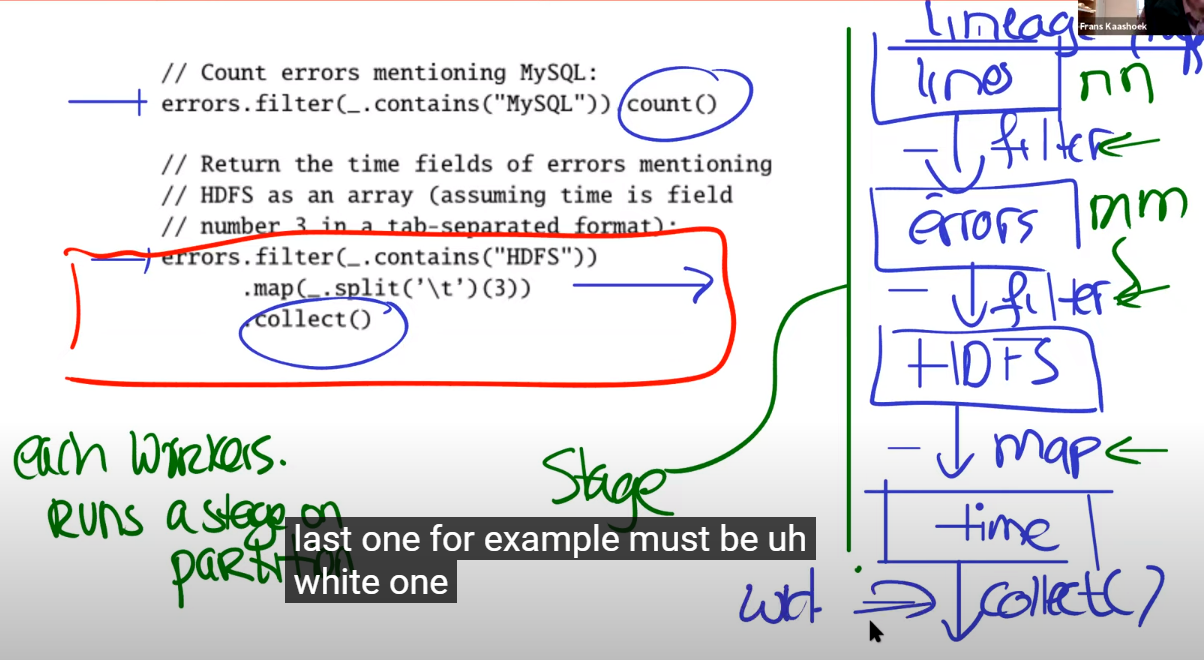 Frans Kaashoek
lineage
// Count errors mentioning MySQL:
errors.filter(_.contains("MySQL")).count()
// Return the time fields of errors mentioning
// HDFS as an array (assuming time is field
// number 3 in a tab-separated format):
errors.filter(_.contains("HDFS"))
.map(_.split('\t')(3))
.collect()
lines
filter
errors
filter
HDFS
map
time
collect()
Stage
each workers.
runs a stage on
partition
last one for example must be uh
white one